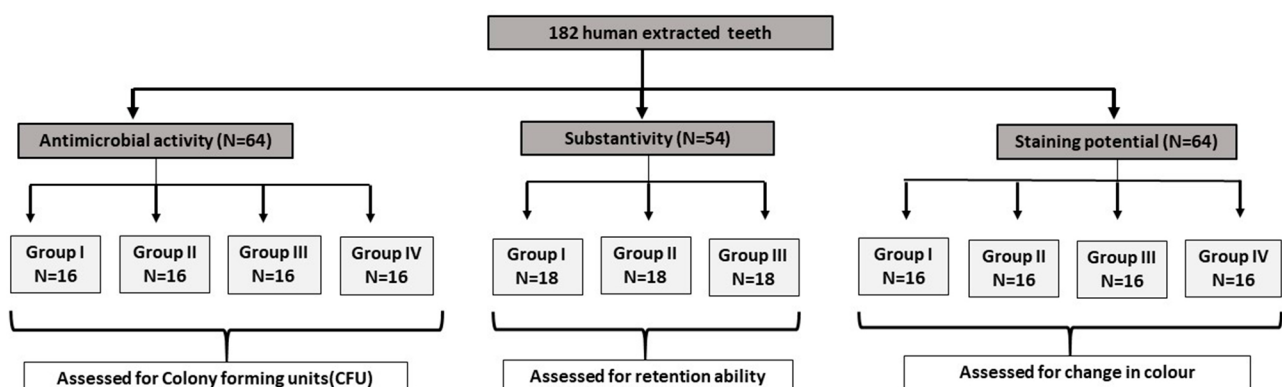 182 human extracted teeth
Antimicrobial activity (N=64)
Substantivity (N=54)
Staining potential (N=64)
Group I
N=16
Group II
N=16
Group III
N=16
Group IV
N=16
Group I
N=18
Group II
N=18
Group III
N=18
Group I
N=16
Group II
N=16
Group III
N=16
Group IV
N=16
Assessed for Colony forming units(CFU)
Assessed for retention ability
Assessed for change in colour